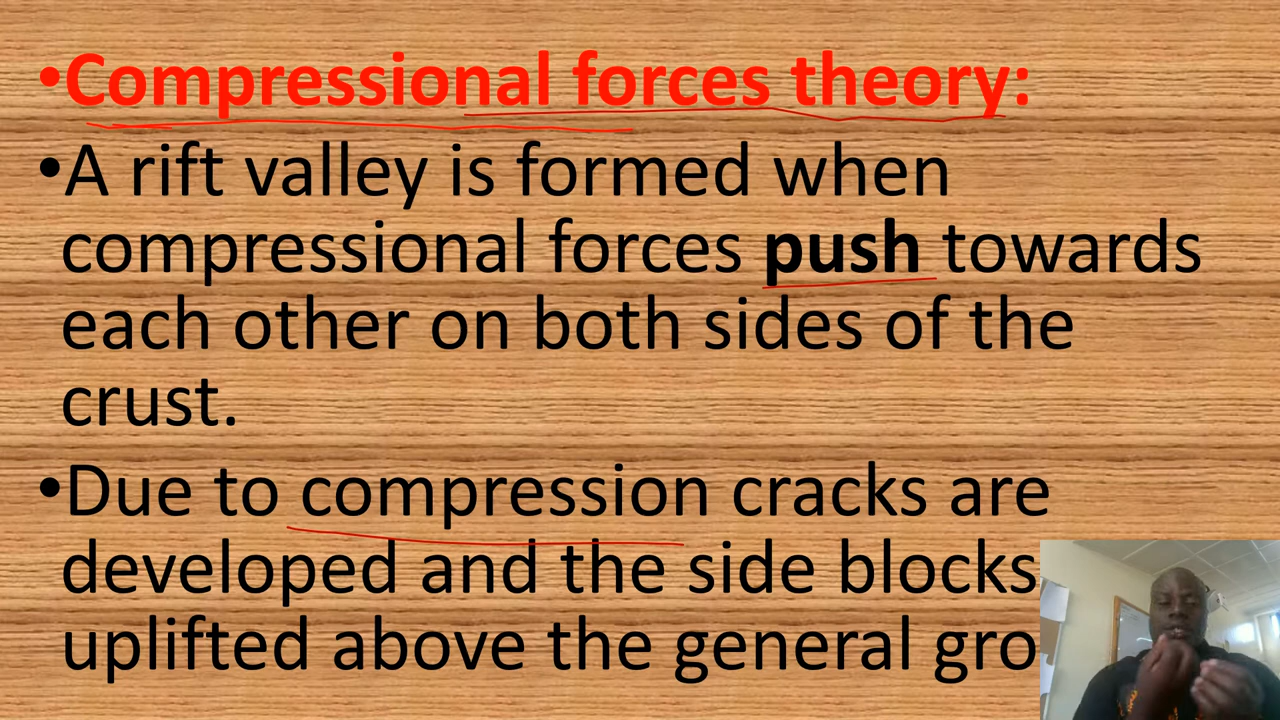 •Compressional forces theory:
•A rift valley is formed when
compressional forces push towards
each other on both sides of the
crust.
•Due to compression cracks are
developed and the side blocks
uplifted above the general